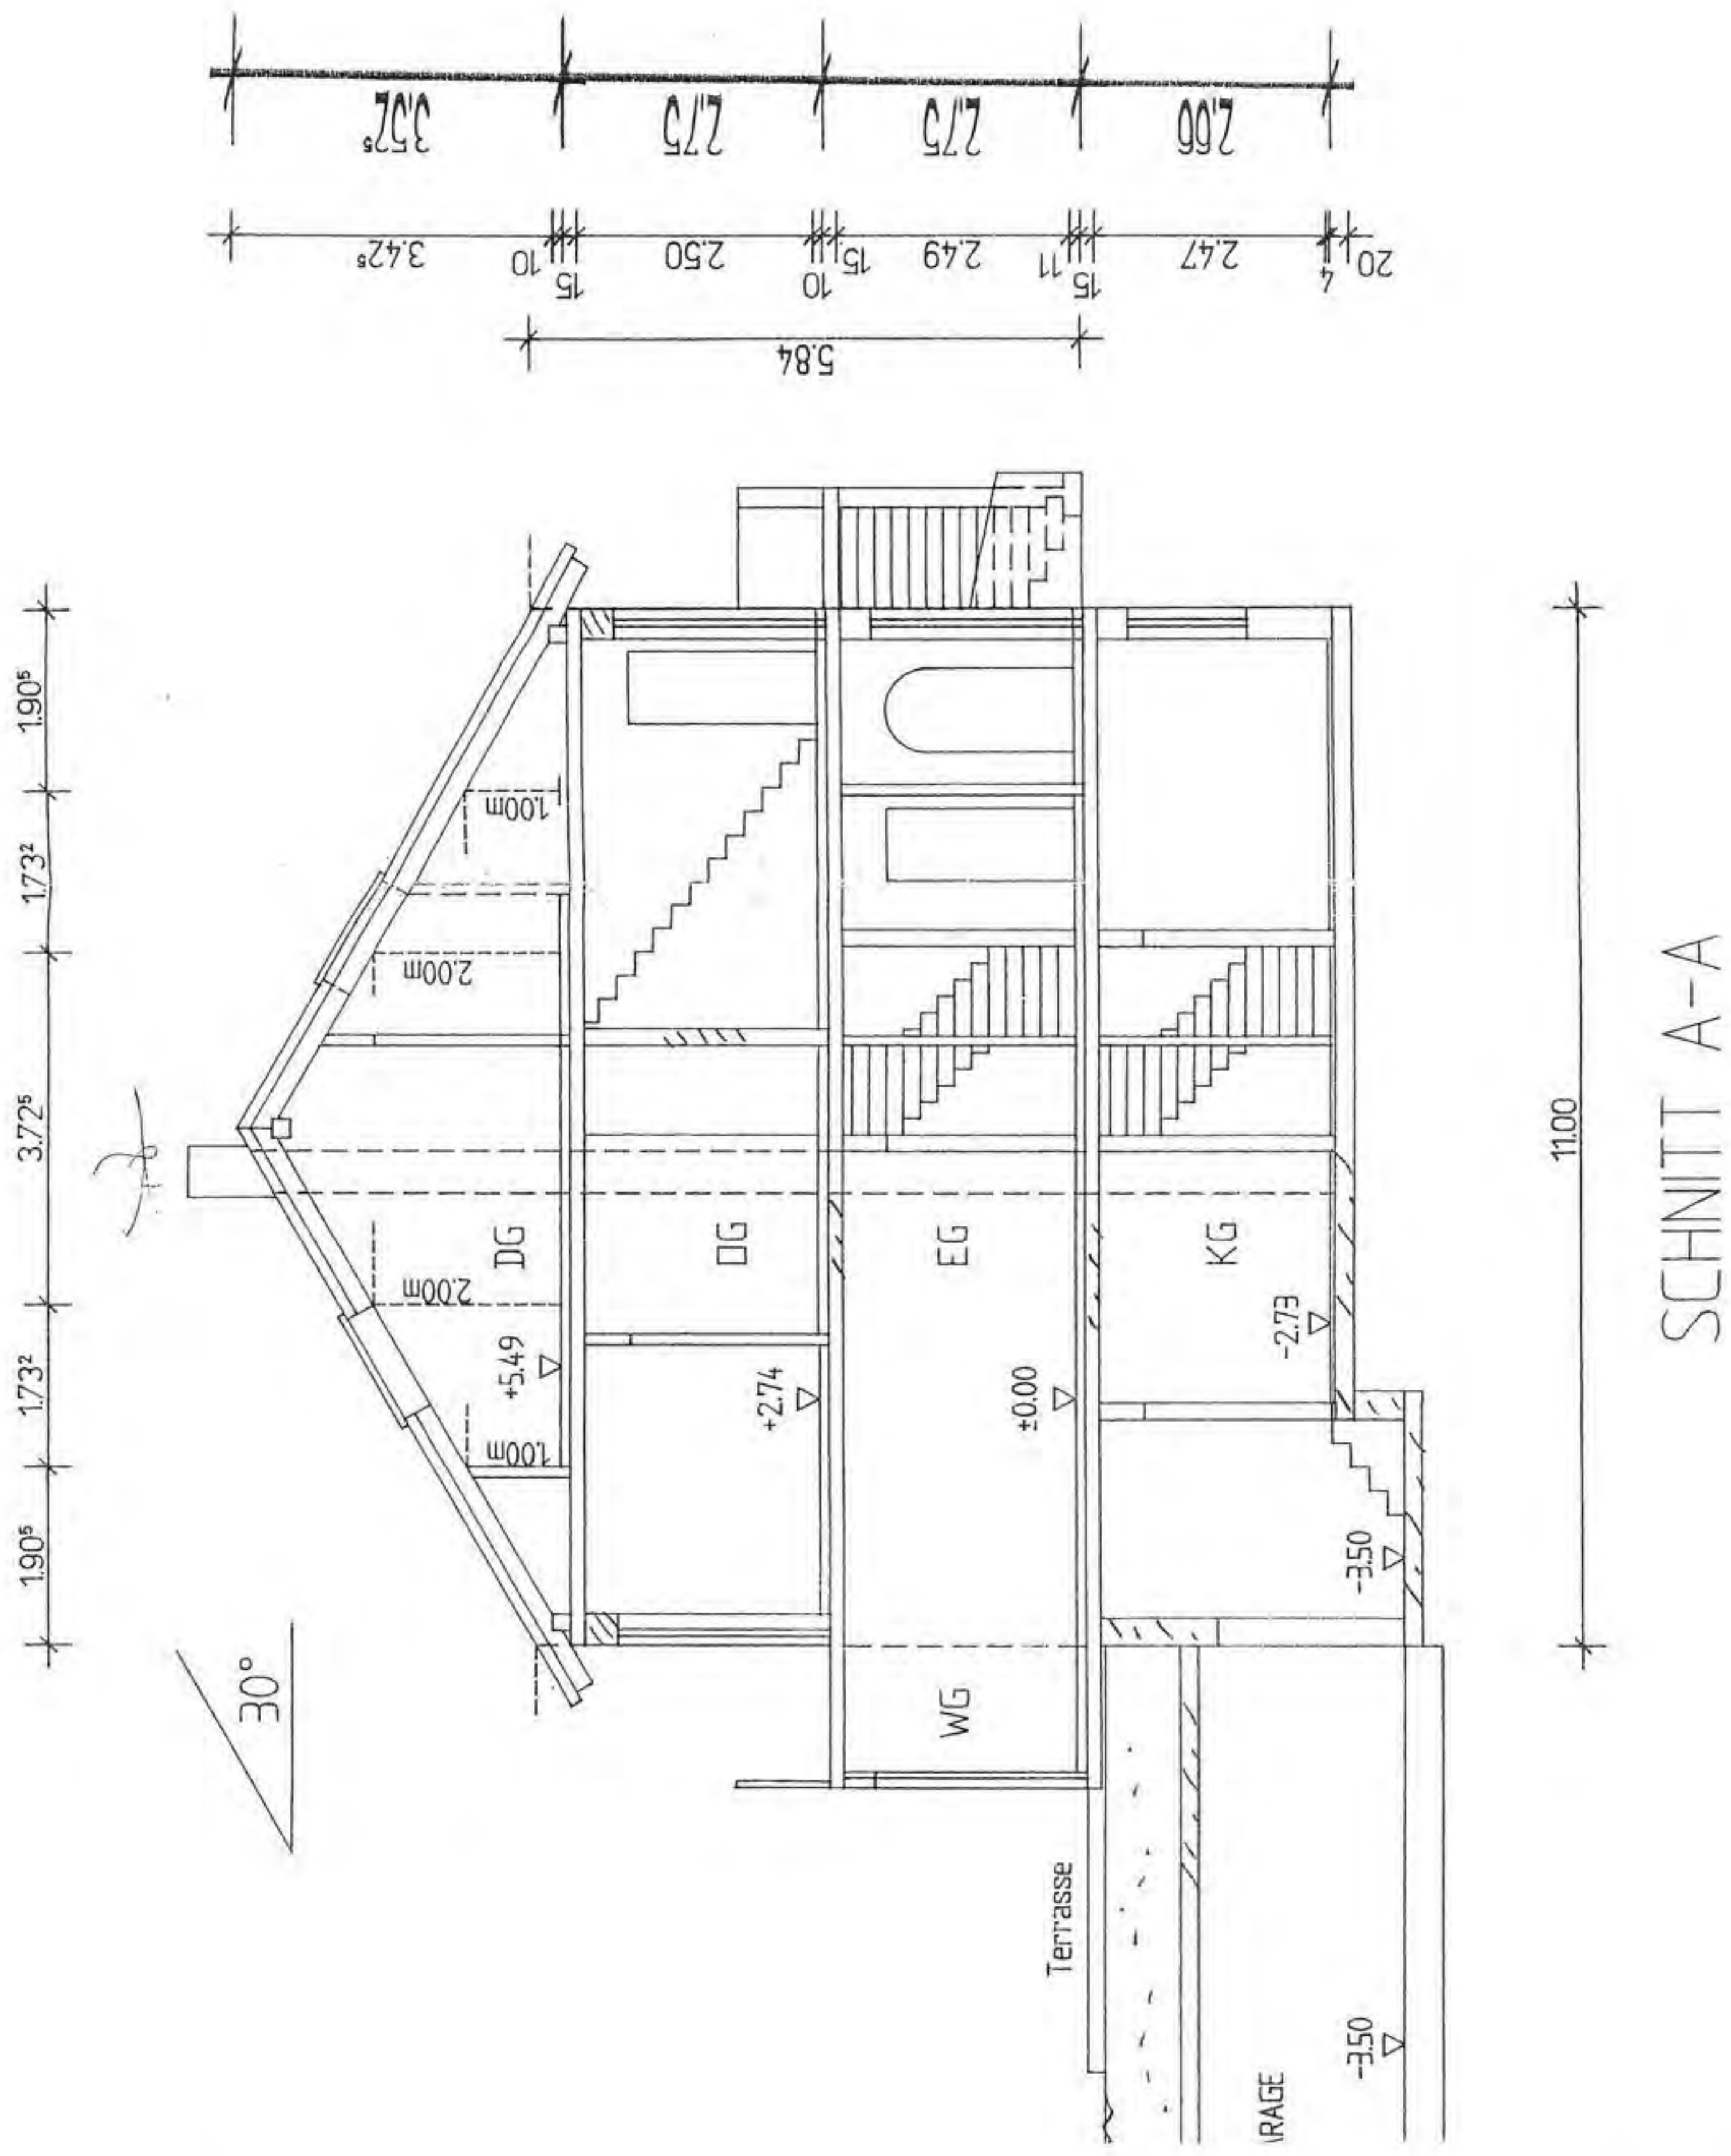 3,52⁵
2,75
2,75
2,66
3.42⁵
10
15
2.50
10
15
2.49
11
15
2.47
4
20
5.84
1.90⁵
1.73²
3.72⁵
1.73²
1.90⁵
30°
1.00m
2.00m
2.00m
1.00m
DG
+5.49
OG
+2.74
EG
±0.00
WG
KG
-2.73
-3.50
Terrasse
-3.50
RAGE
11.00
SCHNITT A-A